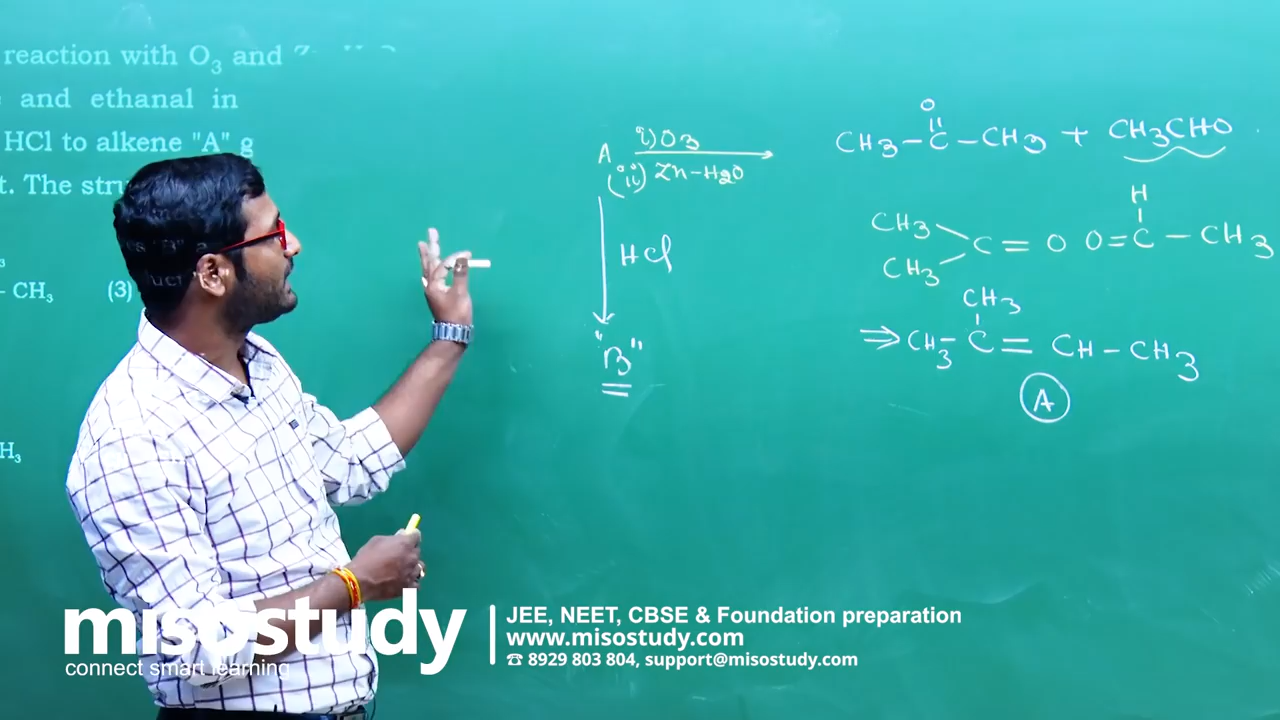 reaction with O3 and
and ethanal in
HCl to alkene "A" g
t. The stru
- CH3 (3)
H3
A i) O3
(ii) Zn-H2O
HCl
"B"
O
CH3-C-CH3 + CH3CHO
H
CH3
C=O O=C-CH3
CH3
CH3
⇒ CH3-C=CH-CH3
A
misostudy
connect smart learning
JEE, NEET, CBSE & Foundation preparation
www.misostudy.com
☎ 8929 803 804, support@misostudy.com